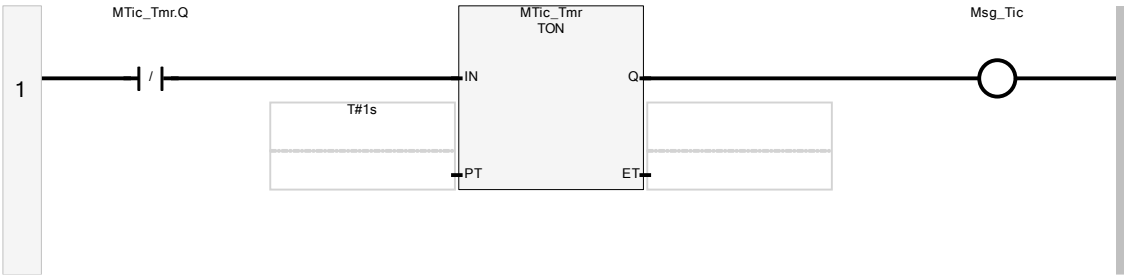 MTic_Tmr.Q
MTic_Tmr
TON
Msg_Tic
1
/
IN
Q
T#1s
PT
ET